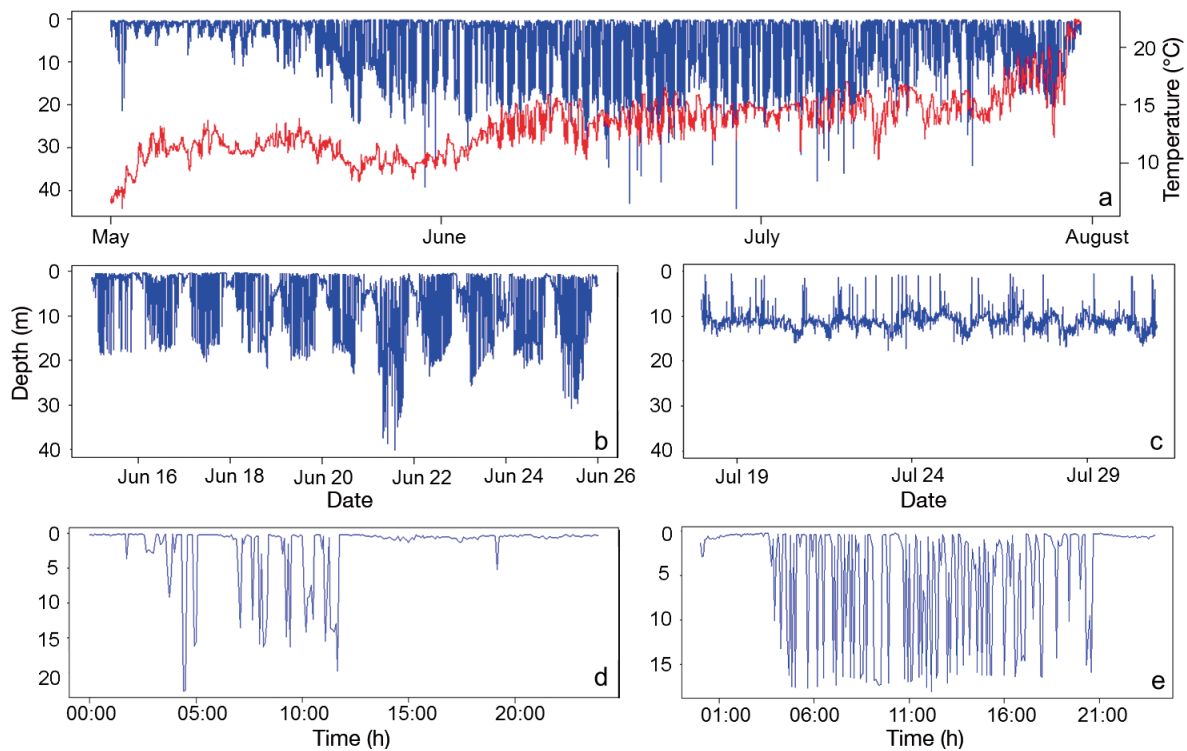 0
10
20
30
40
20
15
10
Temperature (°C)
a
May June July August
0
10
20
30
40
Depth (m)
b
Jun 16 Jun 18 Jun 20 Jun 22 Jun 24 Jun 26
Date
0
10
20
30
40
c
Jul 19 Jul 24 Jul 29
Date
0
5
10
15
20
d
00:00 05:00 10:00 15:00 20:00
Time (h)
0
5
10
15
e
01:00 06:00 11:00 16:00 21:00
Time (h)